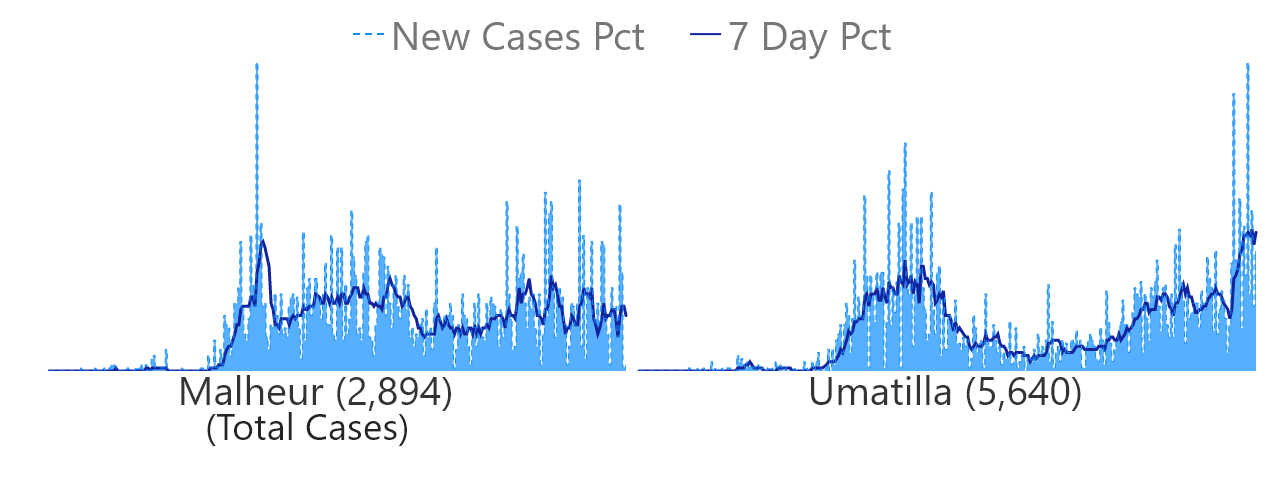 New Cases Pct 7 Day Pct
Malheur (2,894)
(Total Cases)
Umatilla (5,640)